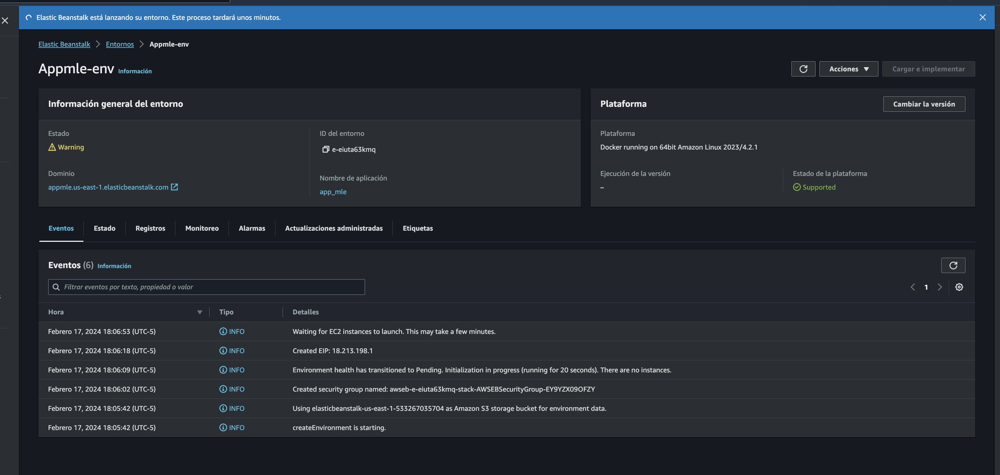 Elastic Beanstalk está lanzando su entorno. Este proceso tardará unos minutos.
Elastic Beanstalk
Entornos
Appmle-env
Appmle-env Información
Acciones
Cargar e implementar
Información general del entorno
Estado
Warning
Dominio
appmle.us-east-1.elasticbeanstalk.com
ID del entorno
e-eiuta63kmq
Nombre de aplicación
app_mle
Plataforma
Cambiar la versión
Plataforma
Docker running on 64bit Amazon Linux 2023/4.2.1
Ejecución de la versión
–
Estado de la plataforma
Supported
Eventos
Estado
Registros
Monitoreo
Alarmas
Actualizaciones administradas
Etiquetas
Eventos (6) Información
Filtrar eventos por texto, propiedad o valor
1
Hora Tipo Detalles
Febrero 17, 2024 18:06:53 (UTC-5) INFO Waiting for EC2 instances to launch. This may take a few minutes.
Febrero 17, 2024 18:06:18 (UTC-5) INFO Created EIP: 18.213.198.1
Febrero 17, 2024 18:06:09 (UTC-5) INFO Environment health has transitioned to Pending. Initialization in progress (running for 20 seconds). There are no instances.
Febrero 17, 2024 18:06:02 (UTC-5) INFO Created security group named: awseb-e-eiuta63kmq-stack-AWSEBSecurityGroup-EY9YZX09OFZY
Febrero 17, 2024 18:05:42 (UTC-5) INFO Using elasticbeanstalk-us-east-1-533267035704 as Amazon S3 storage bucket for environment data.
Febrero 17, 2024 18:05:42 (UTC-5) INFO createEnvironment is starting.